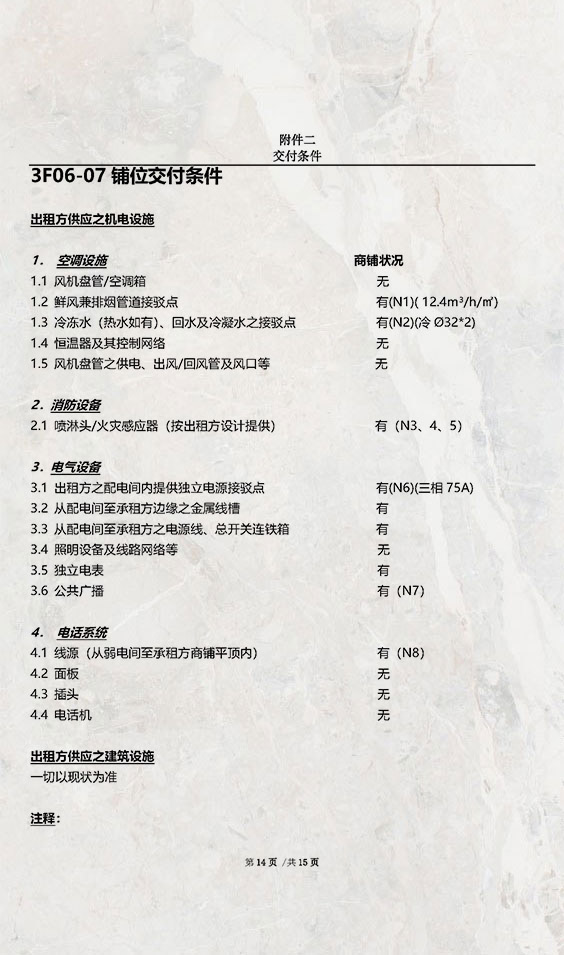 附件二
交付条件
3F06-07 铺位交付条件
出租方供应之机电设施
1. 空调设施 商铺状况
1.1 风机盘管/空调箱 无
1.2 鲜风兼排烟管道接驳点 有(N1)( 12.4m³/h/㎡)
1.3 冷冻水（热水如有）、回水及冷凝水之接驳点 有(N2)(冷 Ø32*2)
1.4 恒温器及其控制网络 无
1.5 风机盘管之供电、出风/回风管及风口等 无
2. 消防设备
2.1 喷淋头/火灾感应器（按出租方设计提供） 有（N3、4、5）
3. 电气设备
3.1 出租方之配电间内提供独立电源接驳点 有(N6)(三相 75A)
3.2 从配电间至承租方边缘之金属线槽 有
3.3 从配电间至承租方之电源线、总开关连铁箱 有
3.4 照明设备及线路网络等 无
3.5 独立电表 有
3.6 公共广播 有（N7）
4. 电话系统
4.1 线源（从弱电间至承租方商铺平顶内） 有（N8）
4.2 面板 无
4.3 插头 无
4.4 电话机 无
出租方供应之建筑设施
一切以现状为准
注释：
第 14 页 /共 15 页